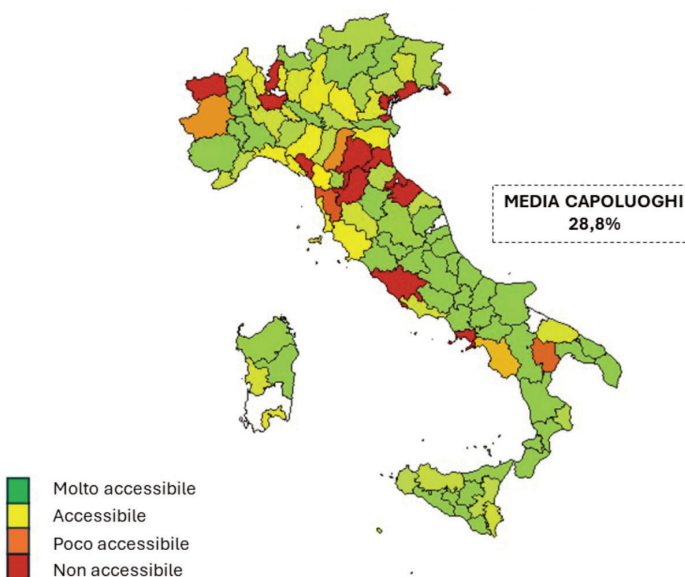 MEDIA CAPOLUOGHI
28,8%
Molto accessibile
Accessibile
Poco accessibile
Non accessibile